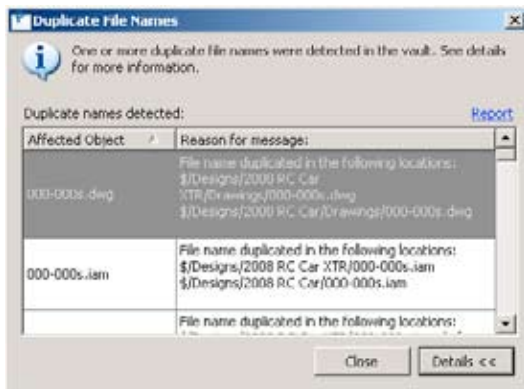 Duplicate File Names
One or more duplicate file names were detected in the vault. See details
for more information.
Duplicate names detected:
Report
Affected Object
Reason for message:
000-000s.dwg
File name duplicated in the following locations:
$/Designs/2008 RC Car
XTR/Drawings/000-000s.dwg
$/Designs/2008 RC Car/Drawings/000-000s.dwg
000-000s.iam
File name duplicated in the following locations:
$/Designs/2008 RC Car XTR/000-000s.iam
$/Designs/2008 RC Car/000-000s.iam
File name duplicated in the following locations:
Close
Details <<